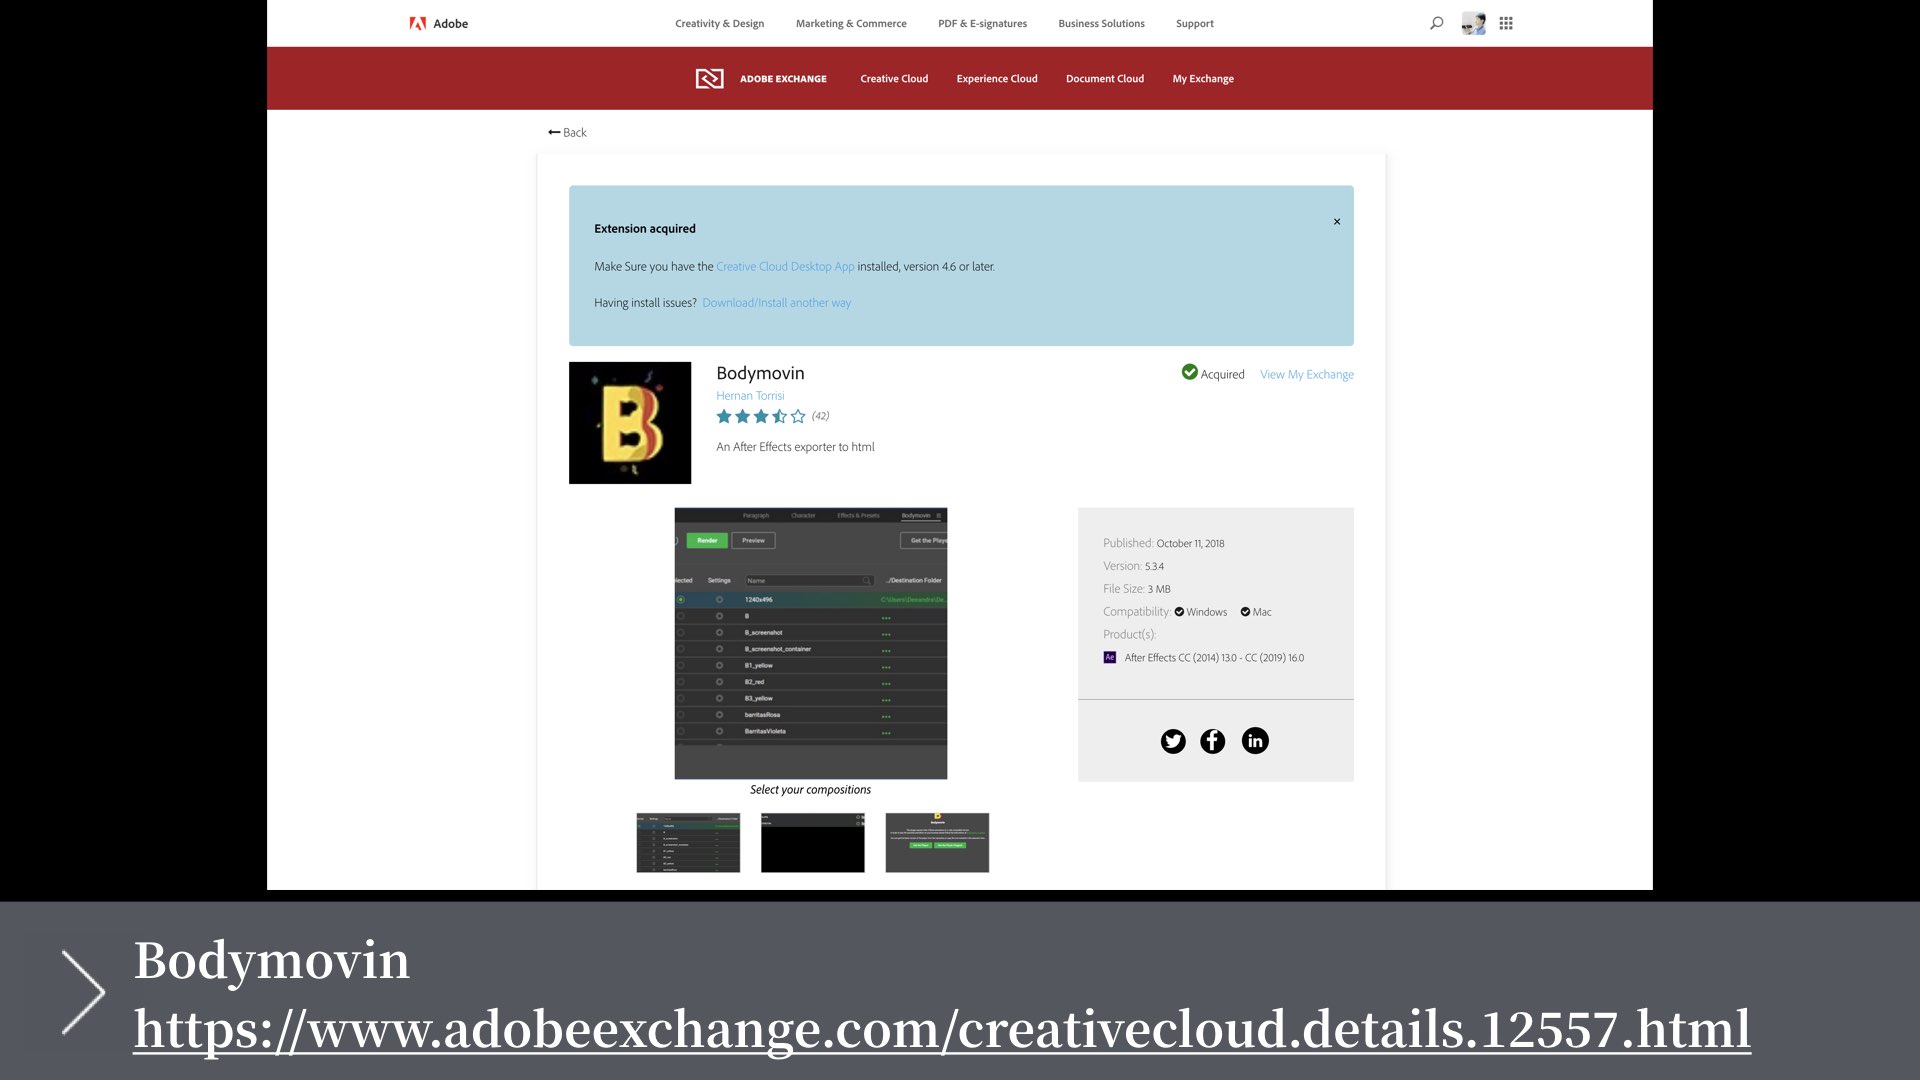 Adobe
Creativity & Design
Marketing & Commerce
PDF & E-signatures
Business Solutions
Support
ADOBE EXCHANGE
Creative Cloud
Experience Cloud
Document Cloud
My Exchange
Back
Extension acquired
×
Make Sure you have the Creative Cloud Desktop App installed, version 4.6 or later.
Having install issues? Download/Install another way
B
Bodymovin
Acquired
View My Exchange
Hernan Torrisi
(42)
An After Effects exporter to html
Paragraph Character Effects & Presets Bodymovin
Render Preview Get the Playe
lected Settings Name ../Destination Folder
1240x496
B
B_screenshot
B_screenshot_container
B1_yellow
B2_red
B3_yellow
barritasRosa
BarritasVioleta
Select your compositions
Published: October 11, 2018
Version: 5.3.4
File Size: 3 MB
Compatibility: Windows Mac
Product(s):
Ae After Effects CC (2014) 13.0 - CC (2019) 16.0
in
Bodymovin
https://www.adobeexchange.com/creativecloud.details.12557.html